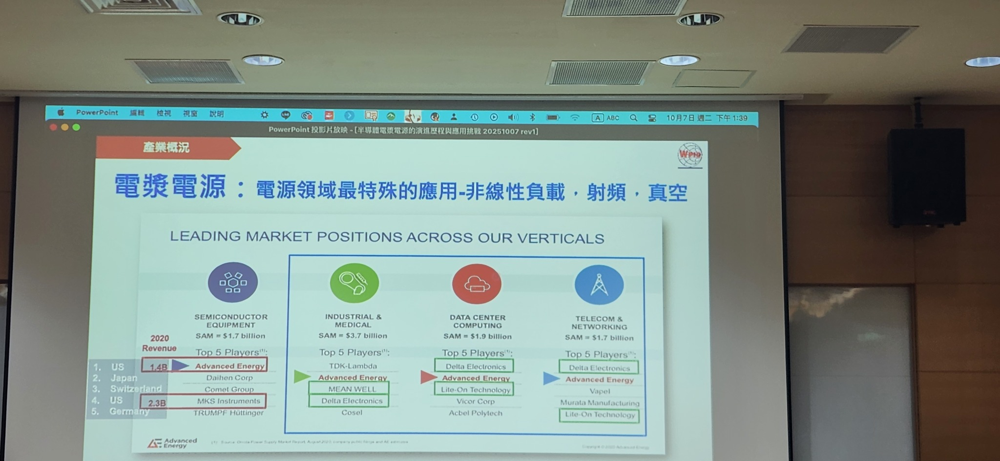 PowerPoint 編輯 檢視 視窗 說明 A ABC 10月7日 週二 下午 1:39
PowerPoint 投影片放映 - [半導體電漿電源的演進歷程與應用挑戰 20251007 rev1]
產業概況
電漿電源：電源領域最特殊的應用-非線性負載，射頻，真空
LEADING MARKET POSITIONS ACROSS OUR VERTICALS
SEMICONDUCTOR
EQUIPMENT
SAM = $1.7 billion
Top 5 Players(1):
2020
Revenue
1. US 1.4B Advanced Energy
2. Japan Daihen Corp
3. Switzerland Comet Group
4. US 2.3B MKS Instruments
5. Germany TRUMPF Hüttinger
INDUSTRIAL &
MEDICAL
SAM = $3.7 billion
Top 5 Players(1):
TDK-Lambda
Advanced Energy
MEAN WELL
Delta Electronics
Cosel
DATA CENTER
COMPUTING
SAM = $1.9 billion
Top 5 Players(1):
Delta Electronics
Advanced Energy
Lite-On Technology
Vicor Corp
Acbel Polytech
TELECOM &
NETWORKING
SAM = $1.7 billion
Top 5 Players(1):
Delta Electronics
Advanced Energy
Vapel
Murata Manufacturing
Lite-On Technology
Advanced
Energy